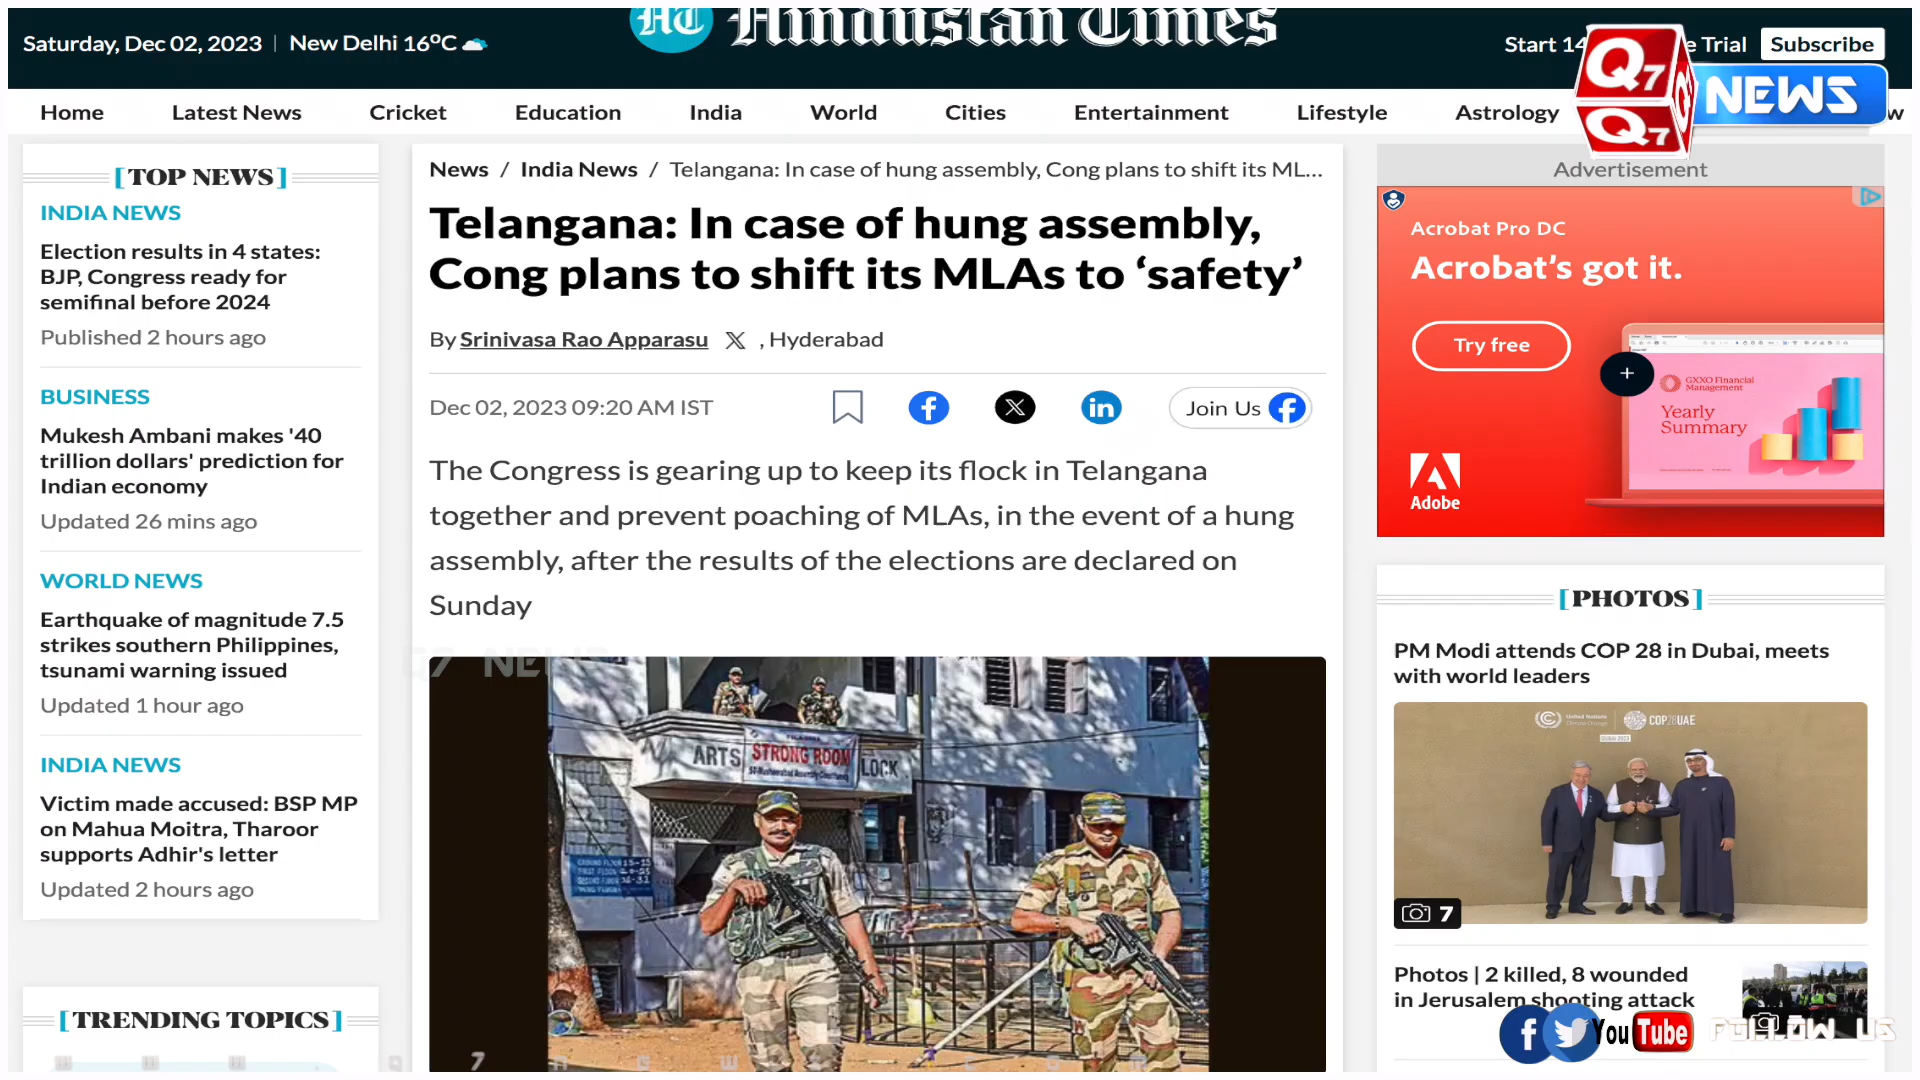 Saturday, Dec 02, 2023 | New Delhi 16°C
Hindustan Times
Start 14
e Trial
Subscribe
Q7
Q7
NEWS
Home
Latest News
Cricket
Education
India
World
Cities
Entertainment
Lifestyle
Astrology
[TOP NEWS]
INDIA NEWS
Election results in 4 states:
BJP, Congress ready for
semifinal before 2024
Published 2 hours ago
BUSINESS
Mukesh Ambani makes '40
trillion dollars' prediction for
Indian economy
Updated 26 mins ago
WORLD NEWS
Earthquake of magnitude 7.5
strikes southern Philippines,
tsunami warning issued
Updated 1 hour ago
INDIA NEWS
Victim made accused: BSP MP
on Mahua Moitra, Tharoor
supports Adhir's letter
Updated 2 hours ago
[TRENDING TOPICS]
News / India News / Telangana: In case of hung assembly, Cong plans to shift its ML...
Telangana: In case of hung assembly,
Cong plans to shift its MLAs to ‘safety’
By Srinivasa Rao Apparasu X , Hyderabad
Dec 02, 2023 09:20 AM IST
Join Us
The Congress is gearing up to keep its flock in Telangana
together and prevent poaching of MLAs, in the event of a hung
assembly, after the results of the elections are declared on
Sunday
ARTS
STRONG ROOM
LOCK
Advertisement
Acrobat Pro DC
Acrobat's got it.
Try free
GXXO Financial
Management
Yearly
Summary
Adobe
[PHOTOS]
PM Modi attends COP 28 in Dubai, meets
with world leaders
United Nations
Climate Change
COP28UAE
7
Photos | 2 killed, 8 wounded
in Jerusalem shooting attack
YouTube
FOLLOW US